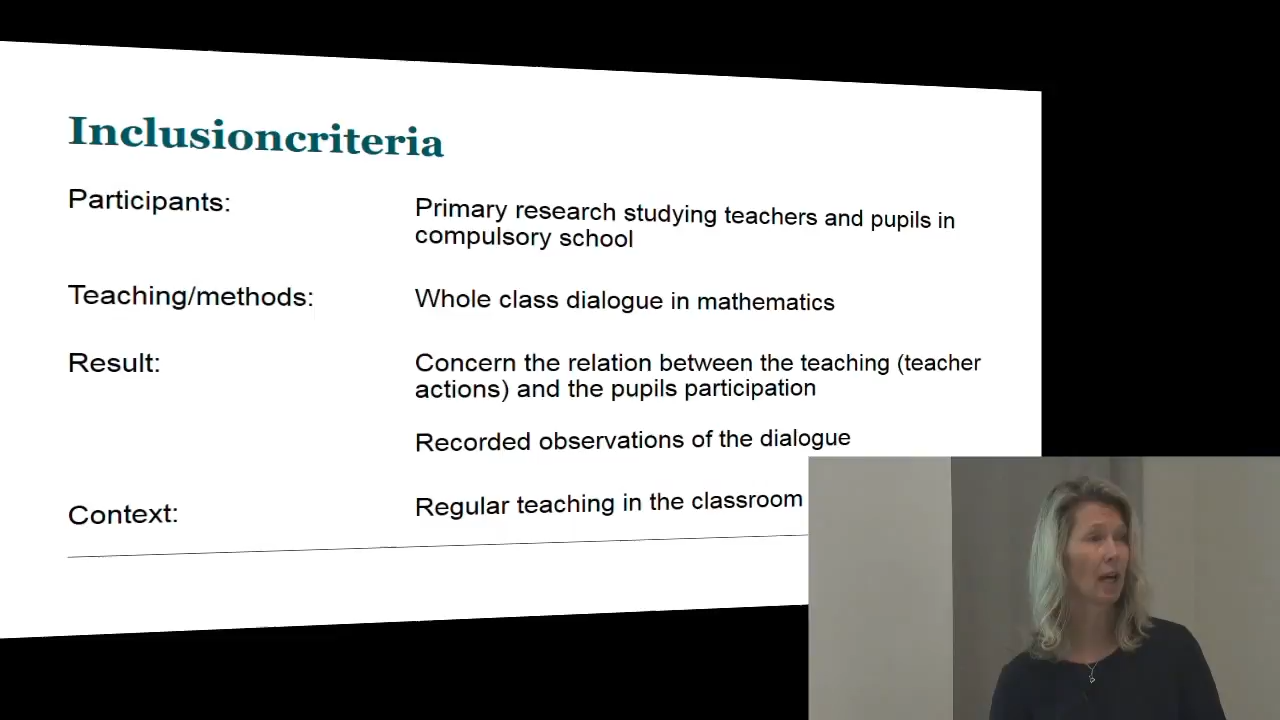 Inclusioncriteria
Participants:
Primary research studying teachers and pupils in
compulsory school
Teaching/methods:
Whole class dialogue in mathematics
Result:
Concern the relation between the teaching (teacher
actions) and the pupils participation
Recorded observations of the dialogue
Context:
Regular teaching in the classroom